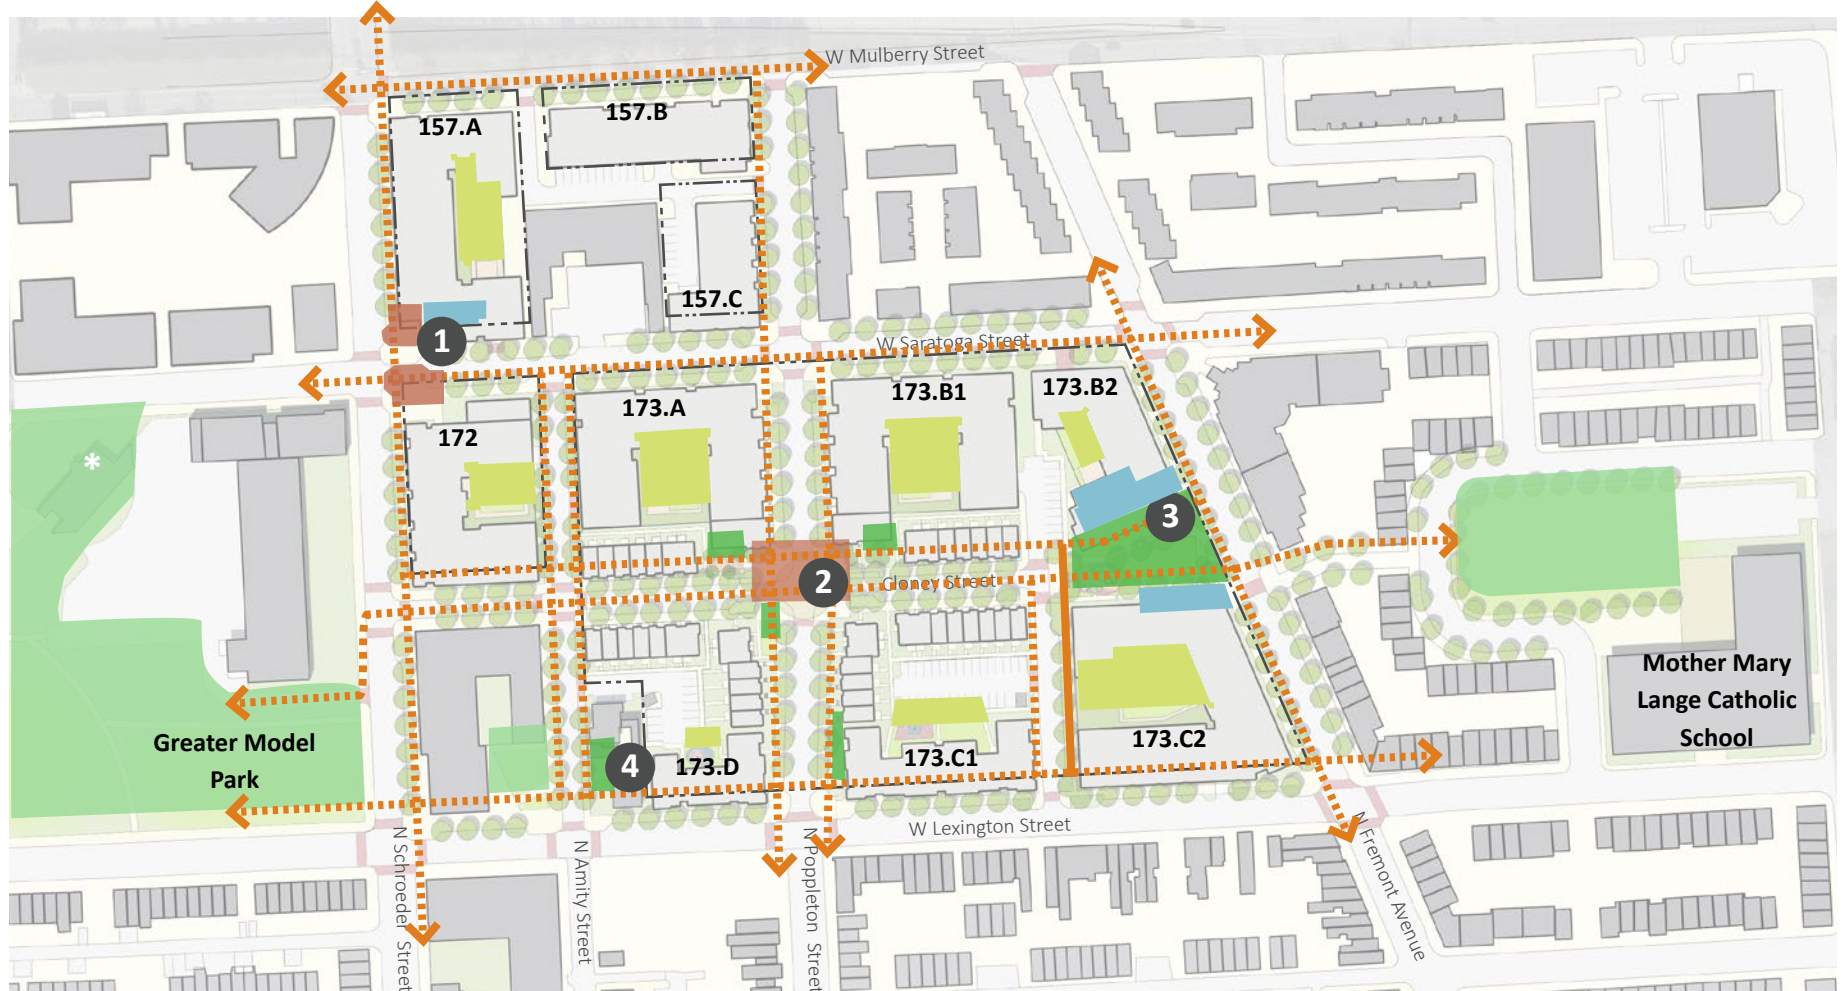 W Mulberry Street
157.A
157.B
157.C
1
W Saratoga Street
172
173.A
173.B1
173.B2
*
3
2
Cloney Street
Mother Mary
Lange Catholic
School
Greater Model
Park
4
173.D
173.C1
173.C2
W Lexington Street
N Schroeder Street
N Amity Street
N Poppleton Street
N Fremont Avenue